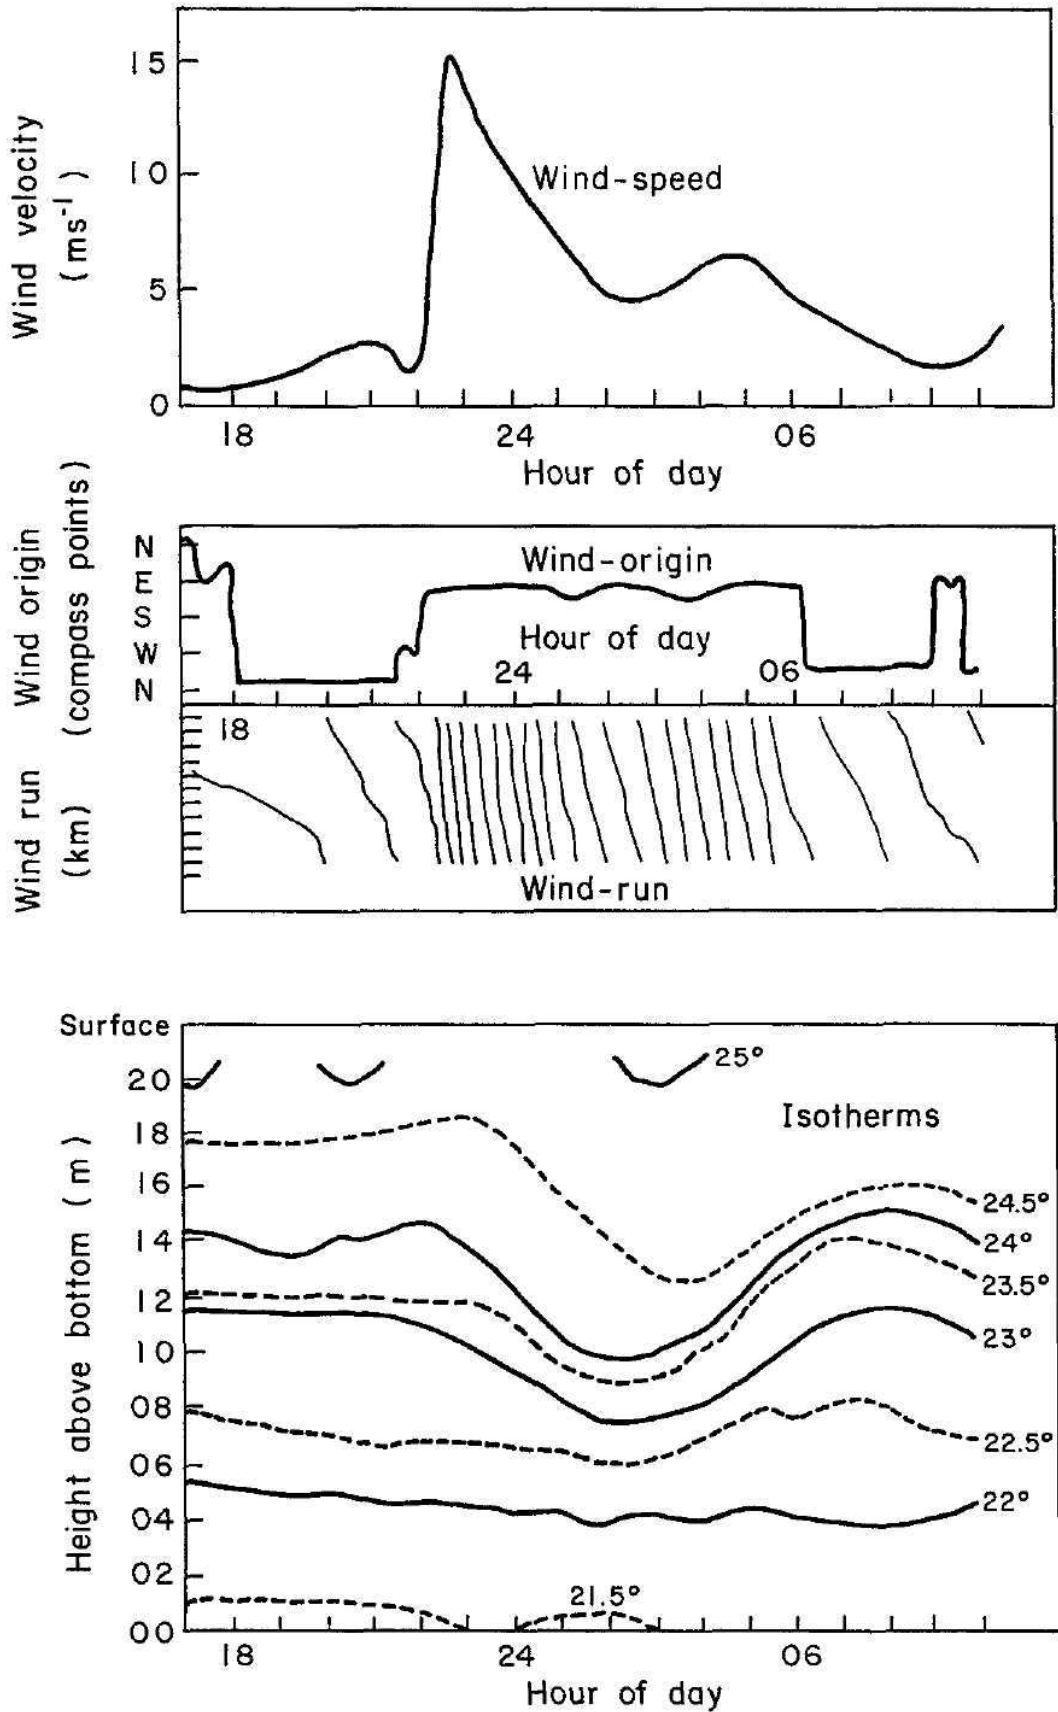 Wind velocity
(ms⁻¹)
15
10
5
0
Wind-speed
18
24
06
Hour of day
Wind origin
(compass points)
N
E
S
W
N
Wind-origin
Hour of day
24
06
18
Wind run
(km)
Wind-run
Surface
Height above bottom (m)
20
18
16
14
12
10
08
06
04
02
00
25°
Isotherms
24.5°
24°
23.5°
23°
22.5°
22°
21.5°
18
24
06
Hour of day